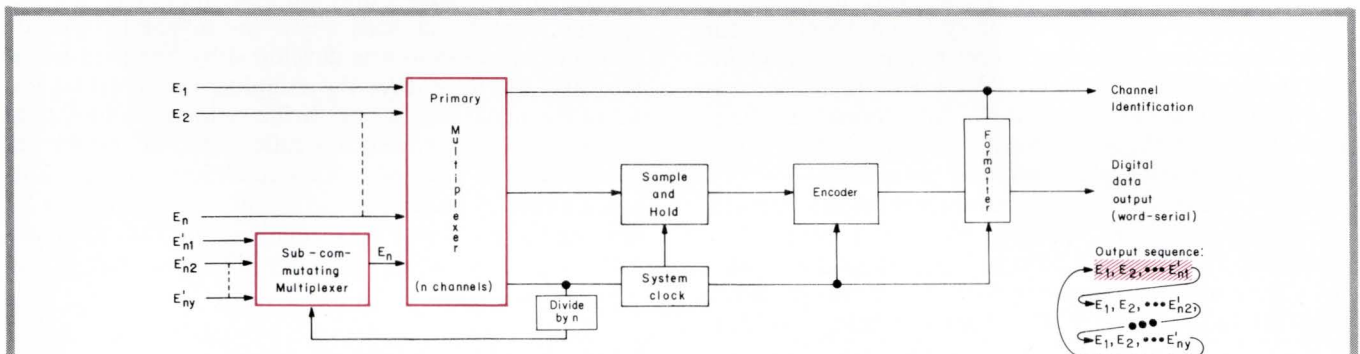 E1
E2
En
E'n1
E'n2
E'ny
Sub-com-
mutating
Multiplexer
En
Primary
Multiplexer
(n channels)
Divide
by n
Sample
and
Hold
System
clock
Encoder
Formatter
Channel
Identification
Digital
data
output
(word-serial)
Output sequence:
E1, E2, ••• E'n1
E1, E2, ••• E'n2,
•••
E1, E2, ••• E'ny